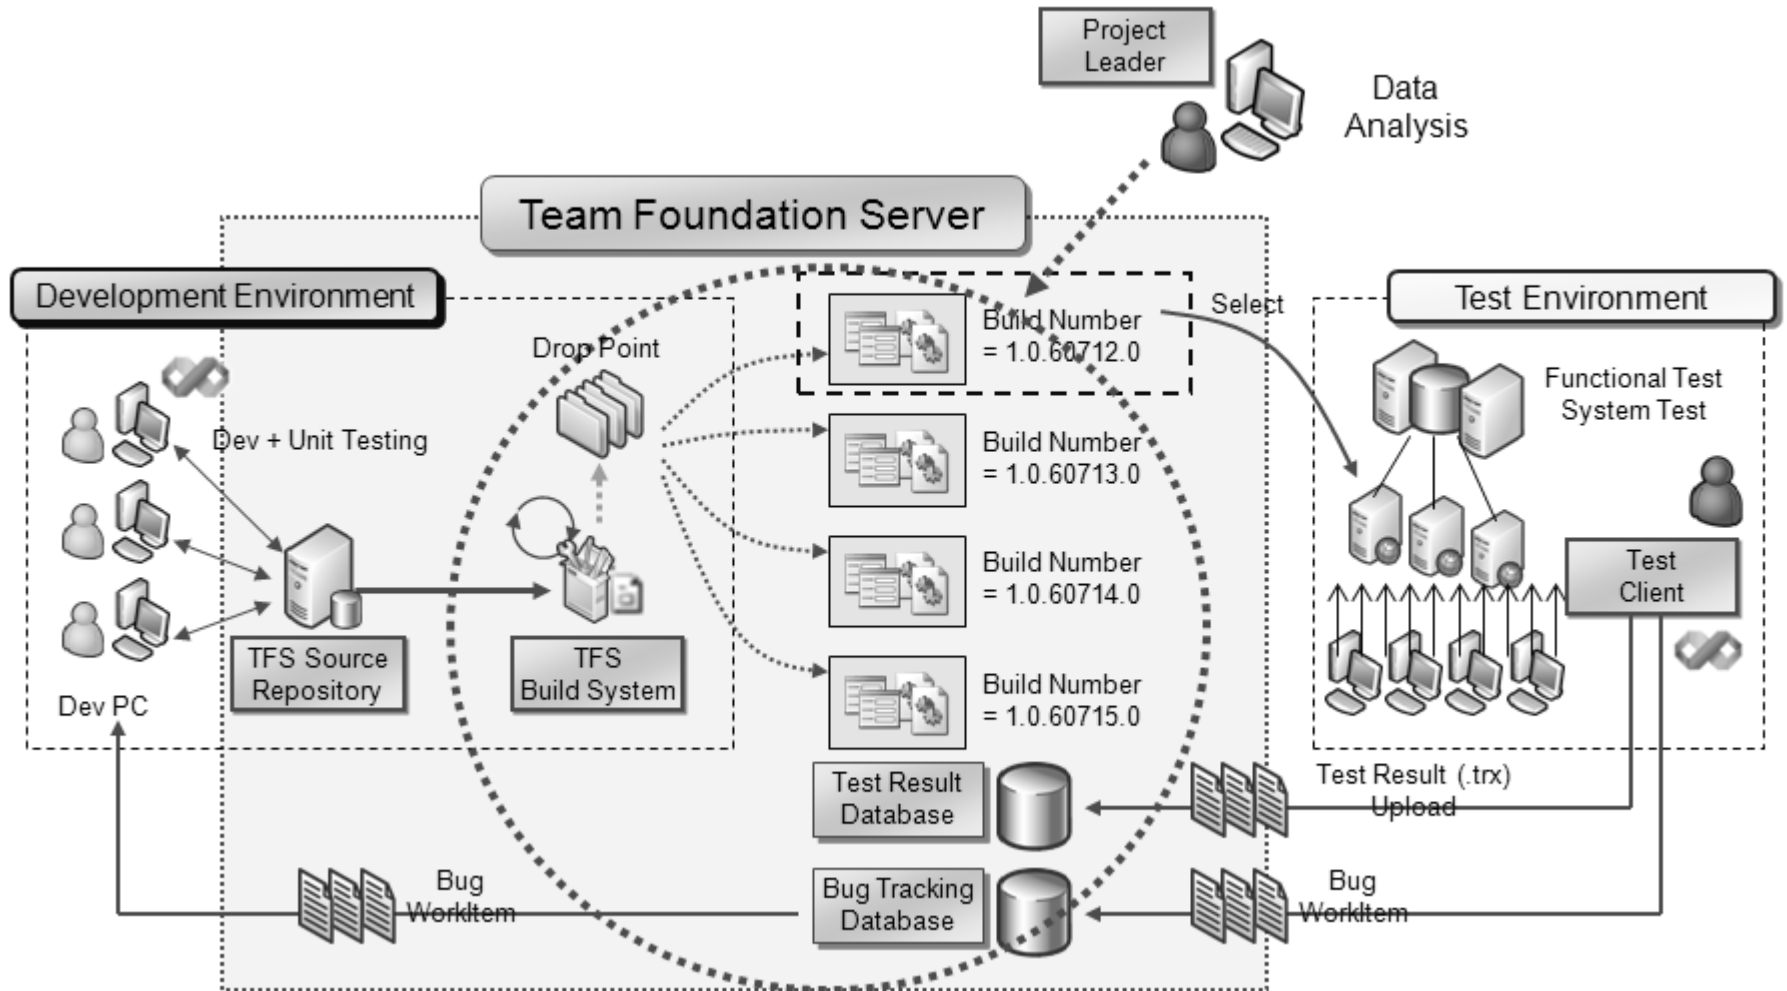 Project
Leader
Data
Analysis
Team Foundation Server
Development Environment
Test Environment
Select
Drop Point
Build Number
= 1.0.60712.0
Functional Test
System Test
Dev + Unit Testing
Build Number
= 1.0.60713.0
Build Number
= 1.0.60714.0
Test
Client
TFS Source
Repository
TFS
Build System
Build Number
= 1.0.60715.0
Dev PC
Test Result
Database
Test Result (.trx)
Upload
Bug
WorkItem
Bug Tracking
Database
Bug
WorkItem